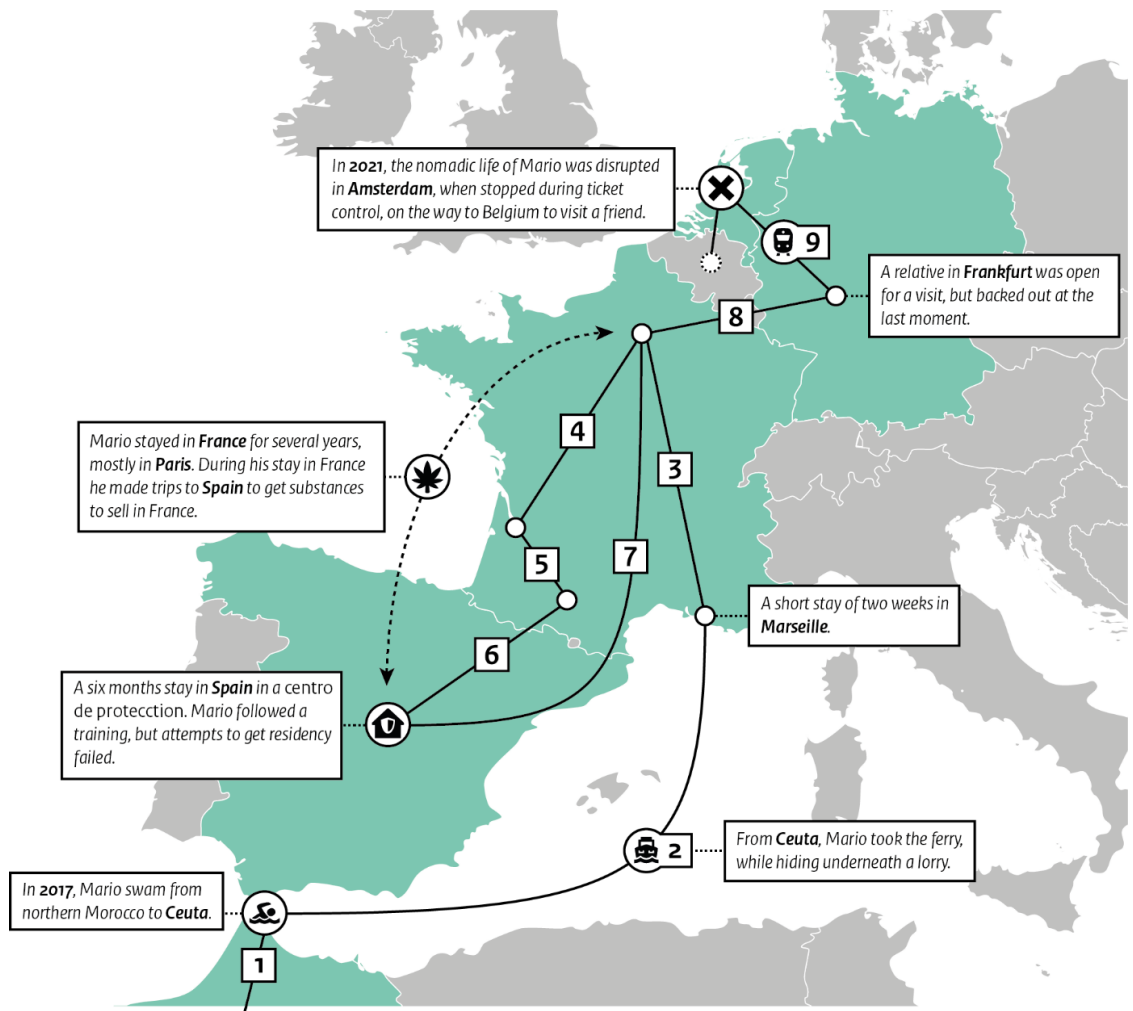 In 2021, the nomadic life of Mario was disrupted
in Amsterdam, when stopped during ticket
control, on the way to Belgium to visit a friend.
9
A relative in Frankfurt was open
for a visit, but backed out at the
last moment.
8
4
3
Mario stayed in France for several years,
mostly in Paris. During his stay in France
he made trips to Spain to get substances
to sell in France.
5
7
A short stay of two weeks in
Marseille.
6
A six months stay in Spain in a centro
de protecction. Mario followed a
training, but attempts to get residency
failed.
2
From Ceuta, Mario took the ferry,
while hiding underneath a lorry.
In 2017, Mario swam from
northern Morocco to Ceuta.
1